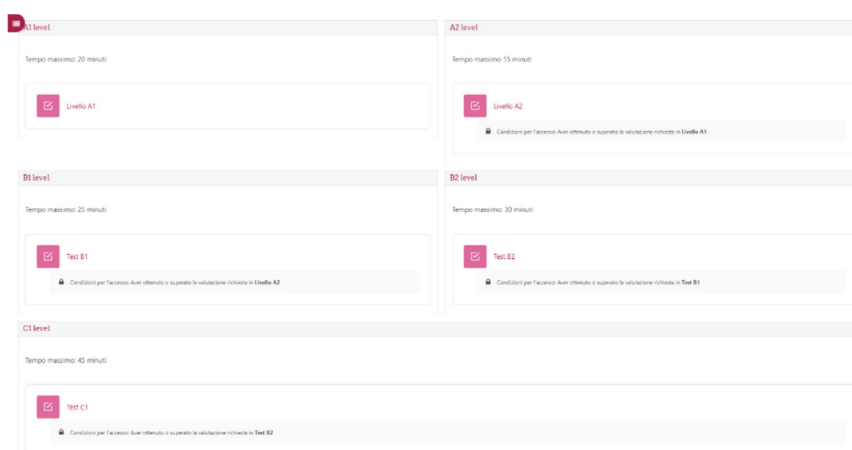 A1 level
Tempo massimo: 20 minuti
Livello A1
A2 level
Tempo massimo 15 minuti
Livello A2
Condizioni per l'accesso: Aver ottenuto o superato la valutazione richiesta in Livello A1
B1 level
Tempo massimo: 25 minuti
Test B1
Condizioni per l'accesso: Aver ottenuto o superato la valutazione richiesta in Livello A2
B2 level
Tempo massimo: 30 minuti
Test B2
Condizioni per l'accesso: Aver ottenuto o superato la valutazione richiesta in Test B1
C1 level
Tempo massimo: 45 minuti
Test C1
Condizioni per l'accesso: Aver ottenuto o superato la valutazione richiesta in Test B2